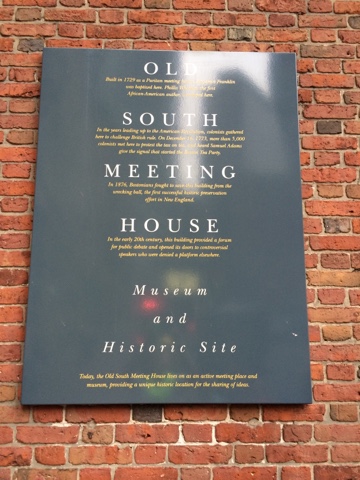 OLD
Built in 1729 as a Puritan meeting Franklin
was baptized here. Phillis the first
African-American author here.
SOUTH
In the years leading up to the American colonists gathered
here to challenge British rule. On December 1773, more than 5,000
colonists met here to protest the tax on tea, and heard Samuel Adams
give the signal that started the Tea Party.
MEETING
In 1876, Bostonians fought to save this building from the
wrecking-ball, the first successful historic preservation
effort in New England.
HOUSE
In the early 20th century, this building provided a forum
for public debate and opened its doors to controversial
speakers who were denied a platform elsewhere.
Museum
and
Historic Site
Today, the Old South Meeting House lives on as an active meeting place and
museum, providing a unique historic location for the sharing of ideas.